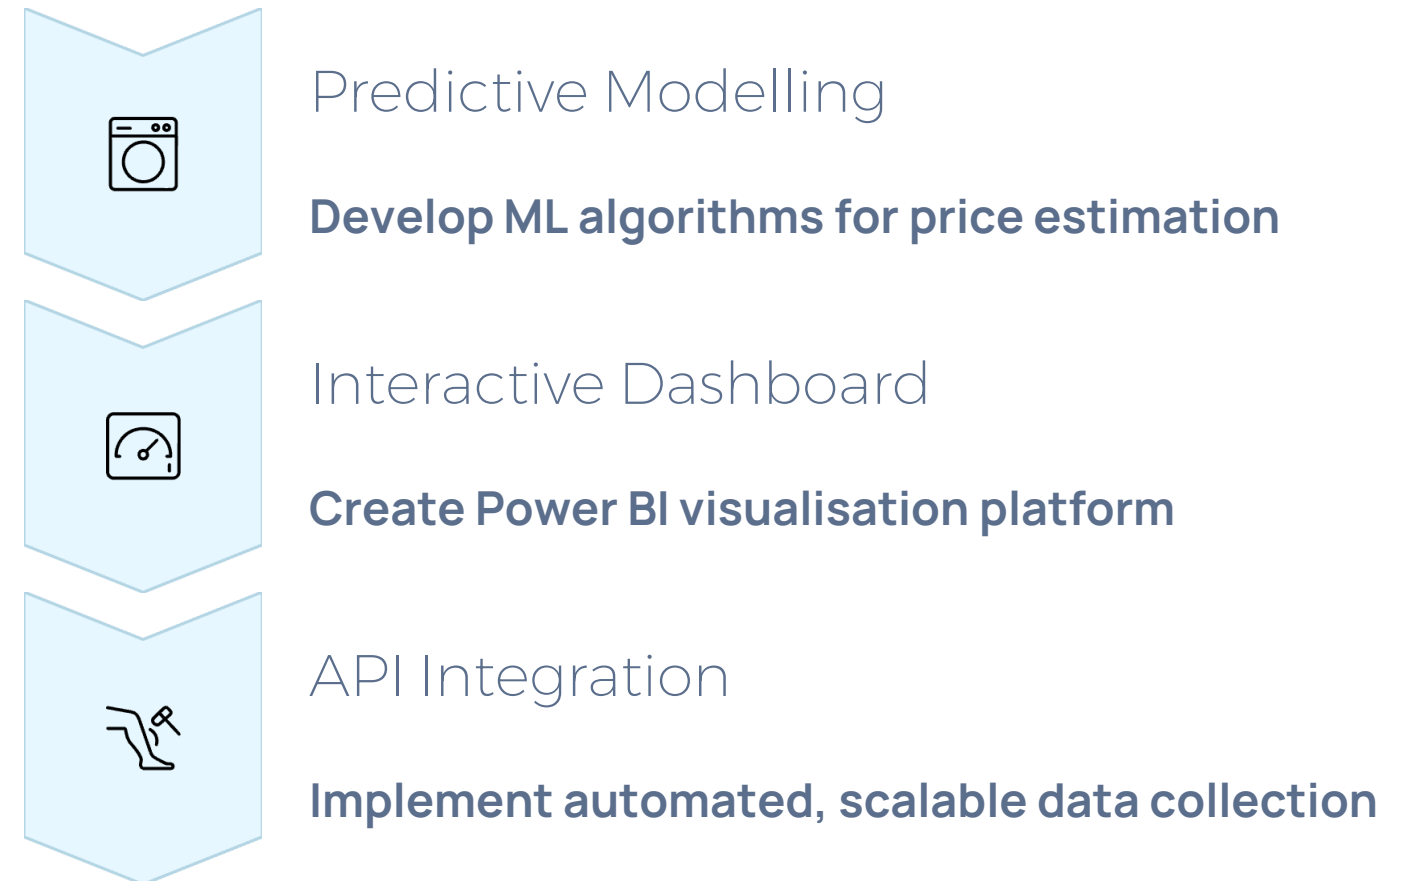 Predictive Modelling
Develop ML algorithms for price estimation
Interactive Dashboard
Create Power BI visualisation platform
API Integration
Implement automated, scalable data collection